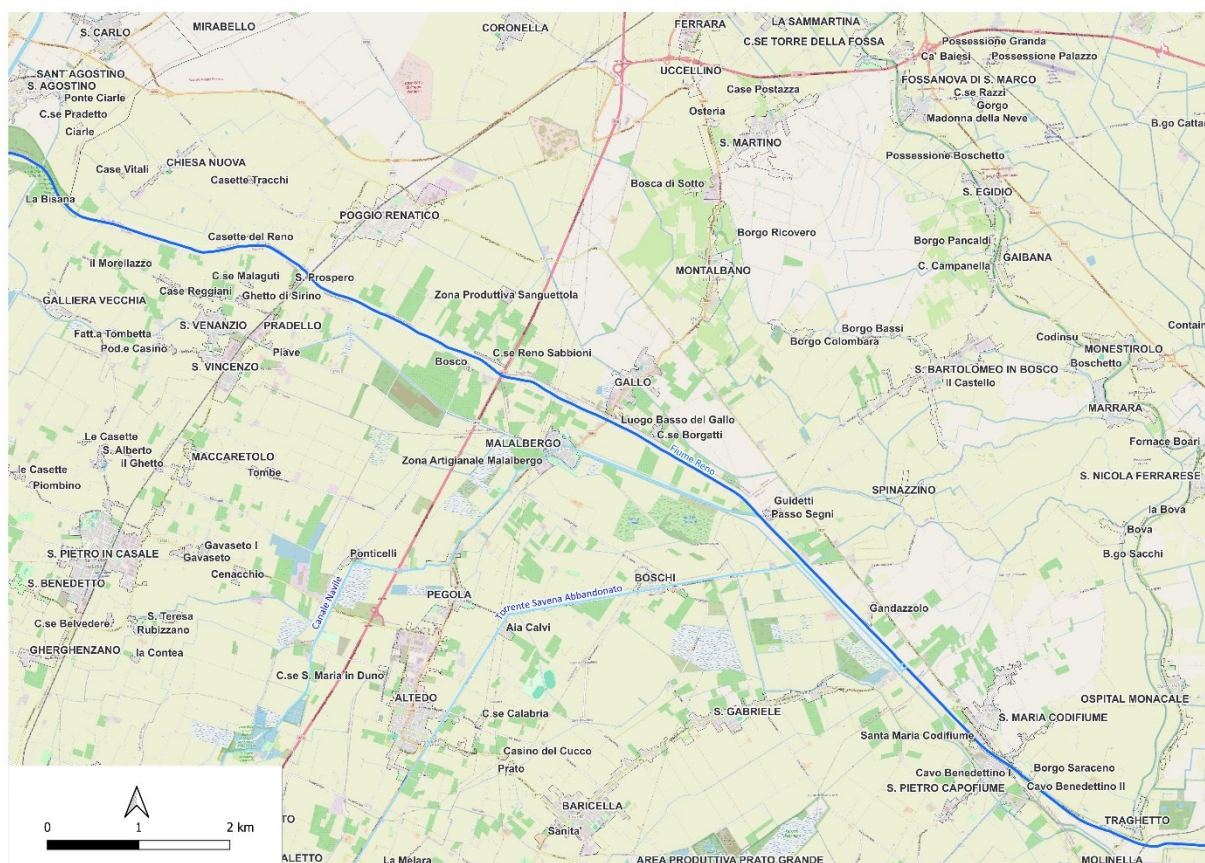 S. CARLO
MIRABELLO
CORONELLA
FERRARA
LA SAMMARTINA
C.SE TORRE DELLA FOSSA
Possessione Granda
Ca' Baiesi
Possessione Palazzo
SANT'AGOSTINO
S. AGOSTINO
UCCELLINO
FOSSANOVA DI S. MARCO
Ponte Ciarle
Case Postazza
C.se Razzi
C.se Pradetto
Gorgo
Osteria
Madonna della Neve
Ciarle
B.go Cattar
S. MARTINO
CHIESA NUOVA
Possessione Boschetto
Case Vitali
Casette Tracchi
Bosca di Sotto
S. EGIDIO
La Bisana
POGGIO RENATICO
Borgo Ricovero
Casette del Reno
Borgo Pancaldi
GAIBANA
il Morellazzo
C. Campanella
C.se Malaguti
S. Prospero
MONTALBANO
Case Reggiani
Ghetto di Sirino
Zona Produttiva Sanguettola
GALLIERA VECCHIA
S. VENANZIO
PRADELLO
Borgo Bassi
Contain
Fatt.a Tombetta
Borgo Colombara
Codinsu
MONESTIROLO
Pod.e Casino
Piave
C.se Reno Sabbioni
Bosco
Boschetto
S. VINCENZO
S. BARTOLOMEO IN BOSCO
GALLO
Il Castello
MARRARA
Luogo Basso del Gallo
Le Casette
C.se Borgatti
S. Alberto
MALALBERGO
Fornace Boari
il Ghetto
MACCARETOLO
Zona Artigianale Malalbergo
Fiume Reno
le Casette
Tombe
S. NICOLA FERRARESE
Piombino
SPINAZZINO
Guidetti
Passo Segni
la Bova
Bova
S. PIETRO IN CASALE
Gavaseto I
Gavaseto
Ponticelli
B.go Sacchi
S. BENEDETTO
Cenacchio
BOSCHI
PEGOLA
Canale Navile
Torrente Savena Abbandonato
C.se Belvedere
S. Teresa
Gandazzolo
Rubizzano
Aia Calvi
GHERGHENZANO
la Contea
C.se S. Maria in Duno
ALTEDO
OSPITAL MONACALE
C.se Calabria
S. GABRIELE
S. MARIA CODIFIUME
Santa Maria Codifiume
Casino del Cucco
Prato
Cavo Benedettino I
Borgo Saraceno
S. PIETRO CAPOFIUME
Cavo Benedettino II
BARICELLA
0 1 2 km
TRAGHETTO
Sanita'
La Melara
AREA PRODUTTIVA PRATO GRANDE
MOLINELLA